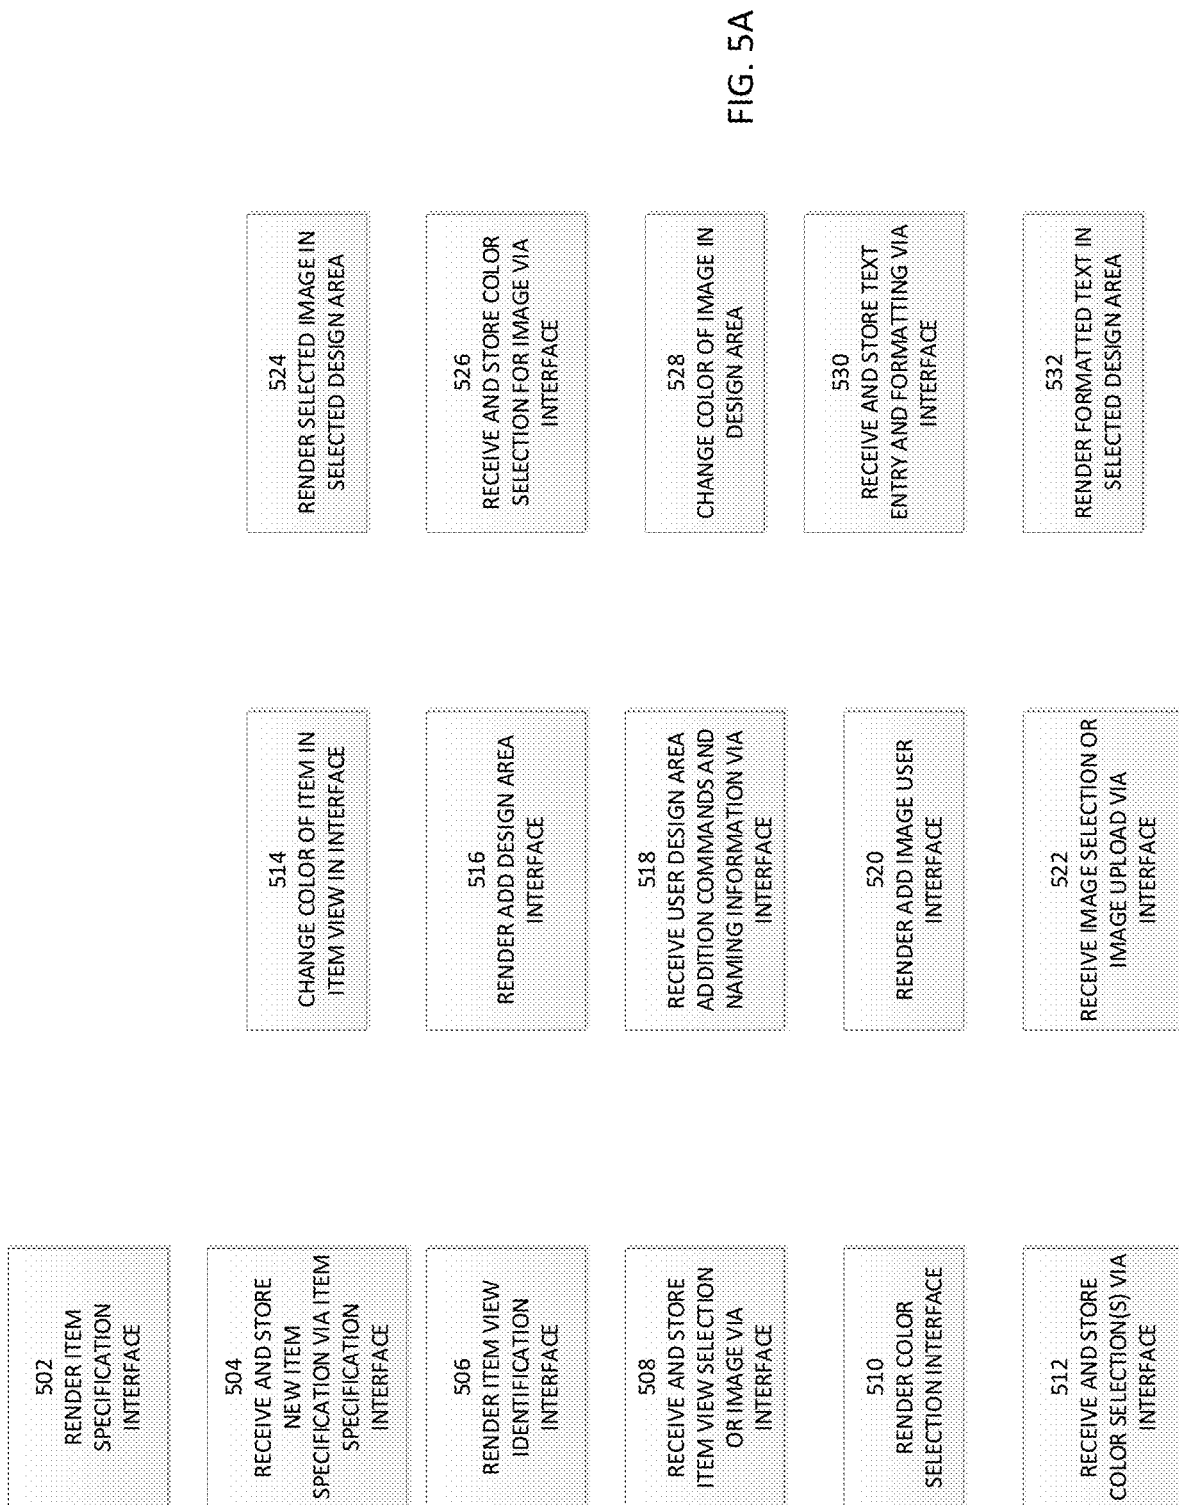 502
RENDER ITEM
SPECIFICATION
INTERFACE
504
RECEIVE AND STORE
NEW ITEM
SPECIFICATION VIA ITEM
SPECIFICATION
INTERFACE
506
RENDER ITEM VIEW
IDENTIFICATION
INTERFACE
508
RECEIVE AND STORE
ITEM VIEW SELECTION
OR IMAGE VIA
INTERFACE
510
RENDER COLOR
SELECTION INTERFACE
512
RECEIVE AND STORE
COLOR SELECTION(S) VIA
INTERFACE
514
CHANGE COLOR OF ITEM IN
ITEM VIEW IN INTERFACE
516
RENDER ADD DESIGN AREA
INTERFACE
518
RECEIVE USER DESIGN AREA
ADDITION COMMANDS AND
NAMING INFORMATION VIA
INTERFACE
520
RENDER ADD IMAGE USER
INTERFACE
522
RECEIVE IMAGE SELECTION OR
IMAGE UPLOAD VIA
INTERFACE
524
RENDER SELECTED IMAGE IN
SELECTED DESIGN AREA
526
RECEIVE AND STORE COLOR
SELECTION FOR IMAGE VIA
INTERFACE
528
CHANGE COLOR OF IMAGE IN
DESIGN AREA
530
RECEIVE AND STORE TEXT
ENTRY AND FORMATTING VIA
INTERFACE
532
RENDER FORMATTED TEXT IN
SELECTED DESIGN AREA
FIG. 5A